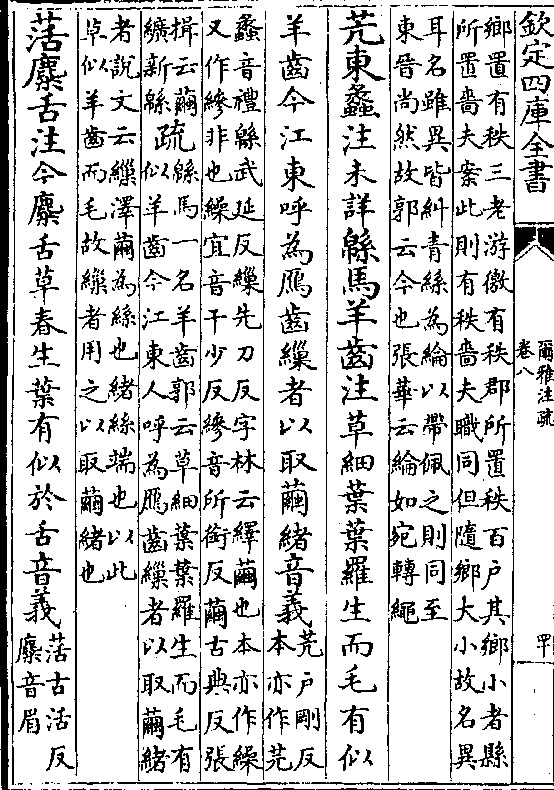 欽定四庫全書
爾雅注疏
卷八
罕
鄉置有秩三老游徼有秩郡所置秩百戶其鄉小者縣
所置嗇夫案此則有秩嗇夫職同但隨鄉大小故名異
耳名雖異皆糾青絲為綸以帶佩之則同至
東晉尚然故郭云今也張華云綸如宛轉繩
䒢東蠡注未詳緜馬羊齒注草細葉葉羅生而毛有似
羊齒今江東呼為鴈齒繅者以取繭緒音義
䒢戶剛反
本亦作芫
蠡音禮緜武延反繅先刀反字林云繹繭也本亦作繰
又作縿非也繰宜音干少反縿音所銜反繭古典反張
揖云繭
纊新緜
疏
緜馬一名羊齒郭云草細葉葉羅生而毛有
似羊齒今江東人呼為鴈齒繅者以取繭緒
者說文云繅澤繭為絲也緒絲端也以此
草似羊齒而毛故繅者用之以取繭緒也
萿麋舌注今麋舌草春生葉有似於舌音義
萿古活反
麋音眉